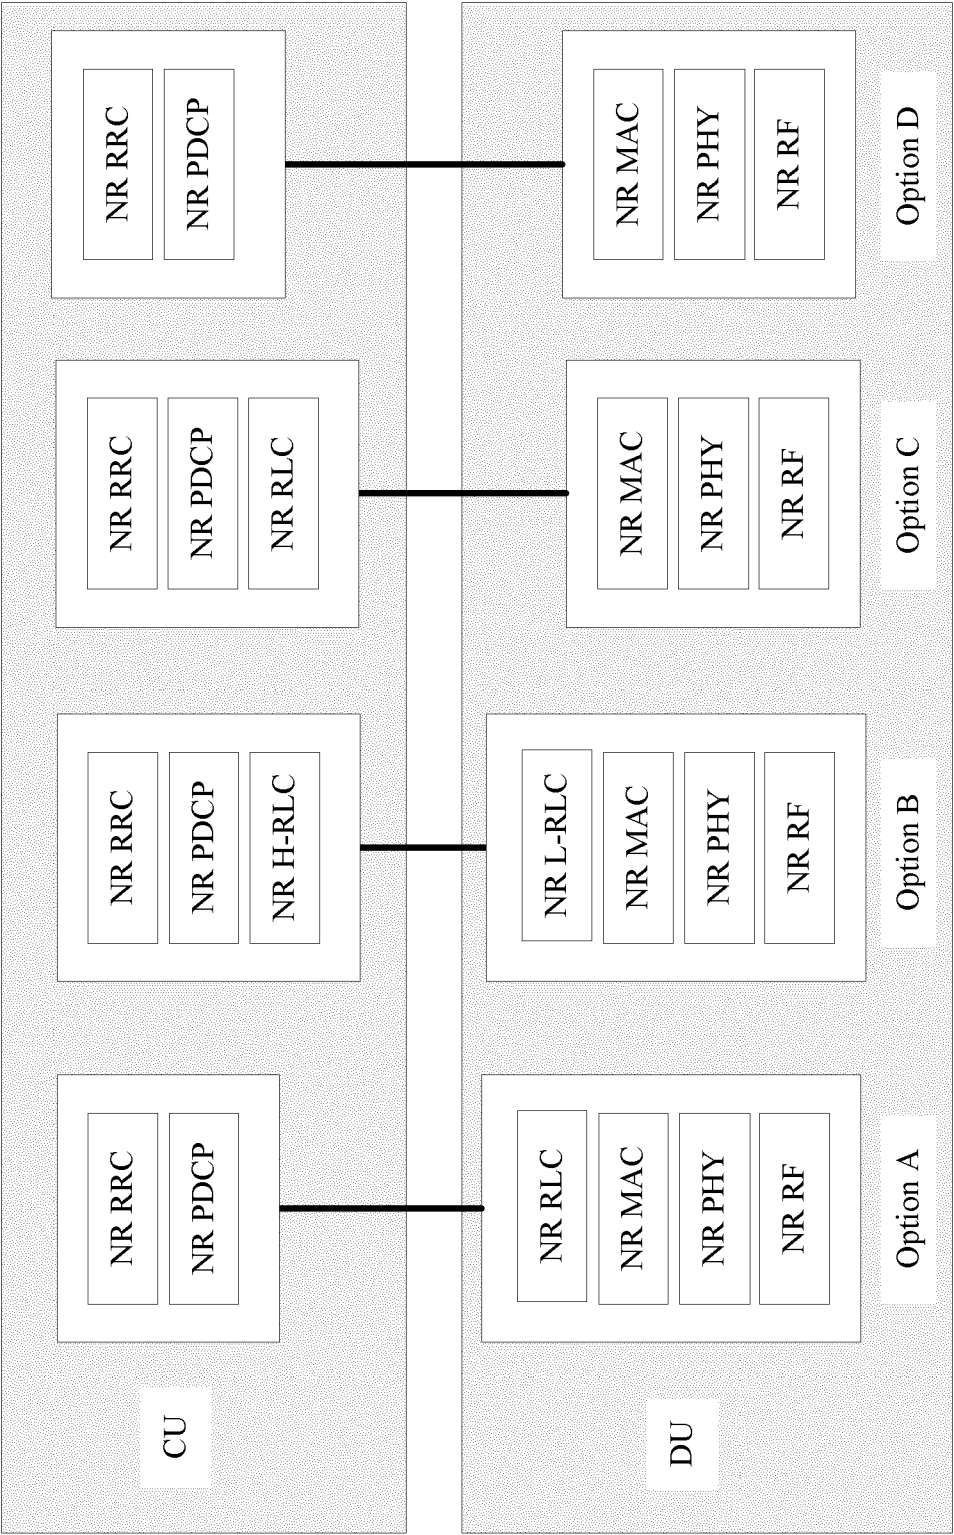 CU
NR RRC
NR PDCP
NR RRC
NR PDCP
NR H-RLC
NR RRC
NR PDCP
NR RLC
NR RRC
NR PDCP
DU
NR RLC
NR MAC
NR PHY
NR RF
NR L-RLC
NR MAC
NR PHY
NR RF
NR MAC
NR PHY
NR RF
NR MAC
NR PHY
NR RF
Option A
Option B
Option C
Option D